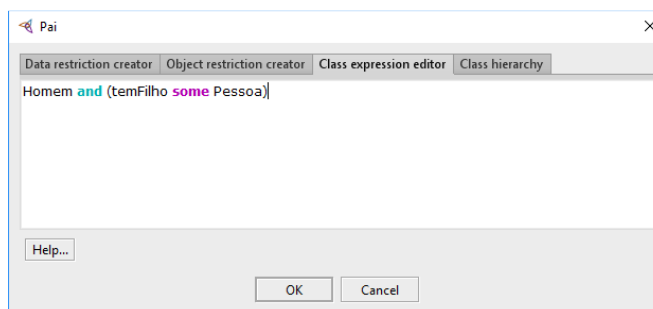 Pai
Data restriction creator Object restriction creator Class expression editor Class hierarchy
Homem and (temFilho some Pessoa)
Help...
OK Cancel